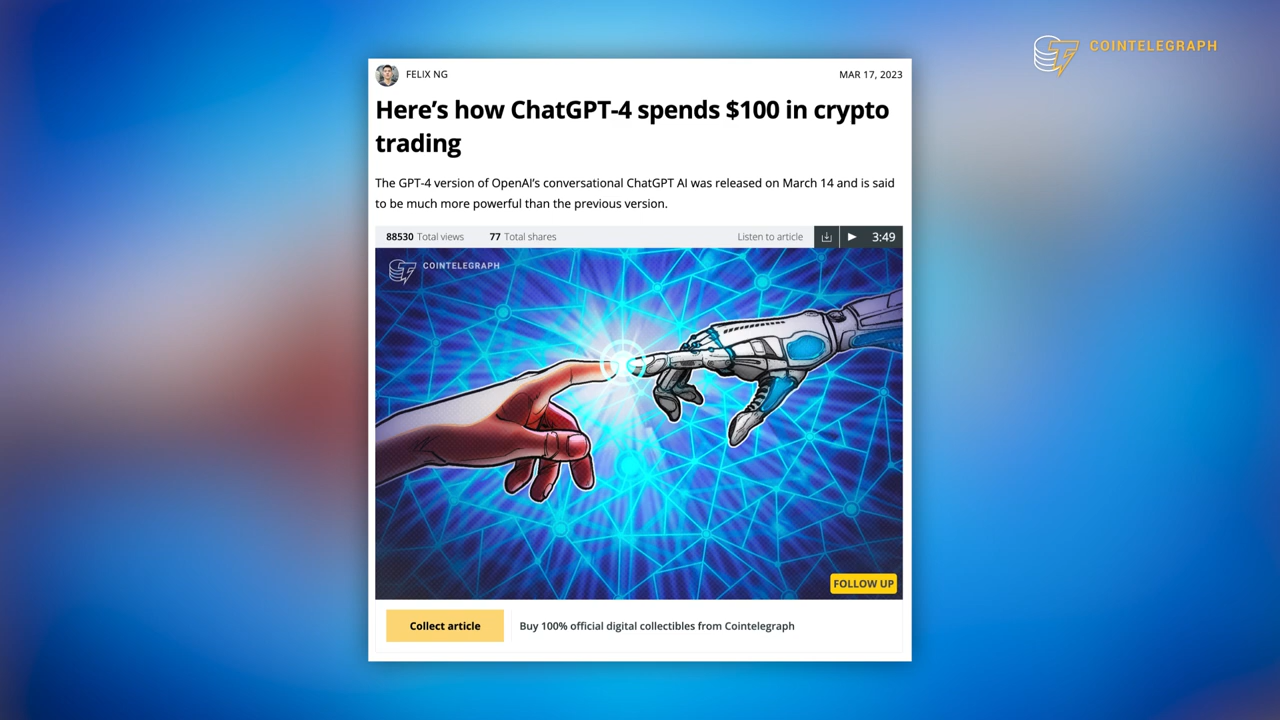 COINTELEGRAPH
FELIX NG
MAR 17, 2023
Here’s how ChatGPT-4 spends $100 in crypto
trading
The GPT-4 version of OpenAI’s conversational ChatGPT AI was released on March 14 and is said
to be much more powerful than the previous version.
88530 Total views 77 Total shares Listen to article 3:49
COINTELEGRAPH
FOLLOW UP
Collect article Buy 100% official digital collectibles from Cointelegraph